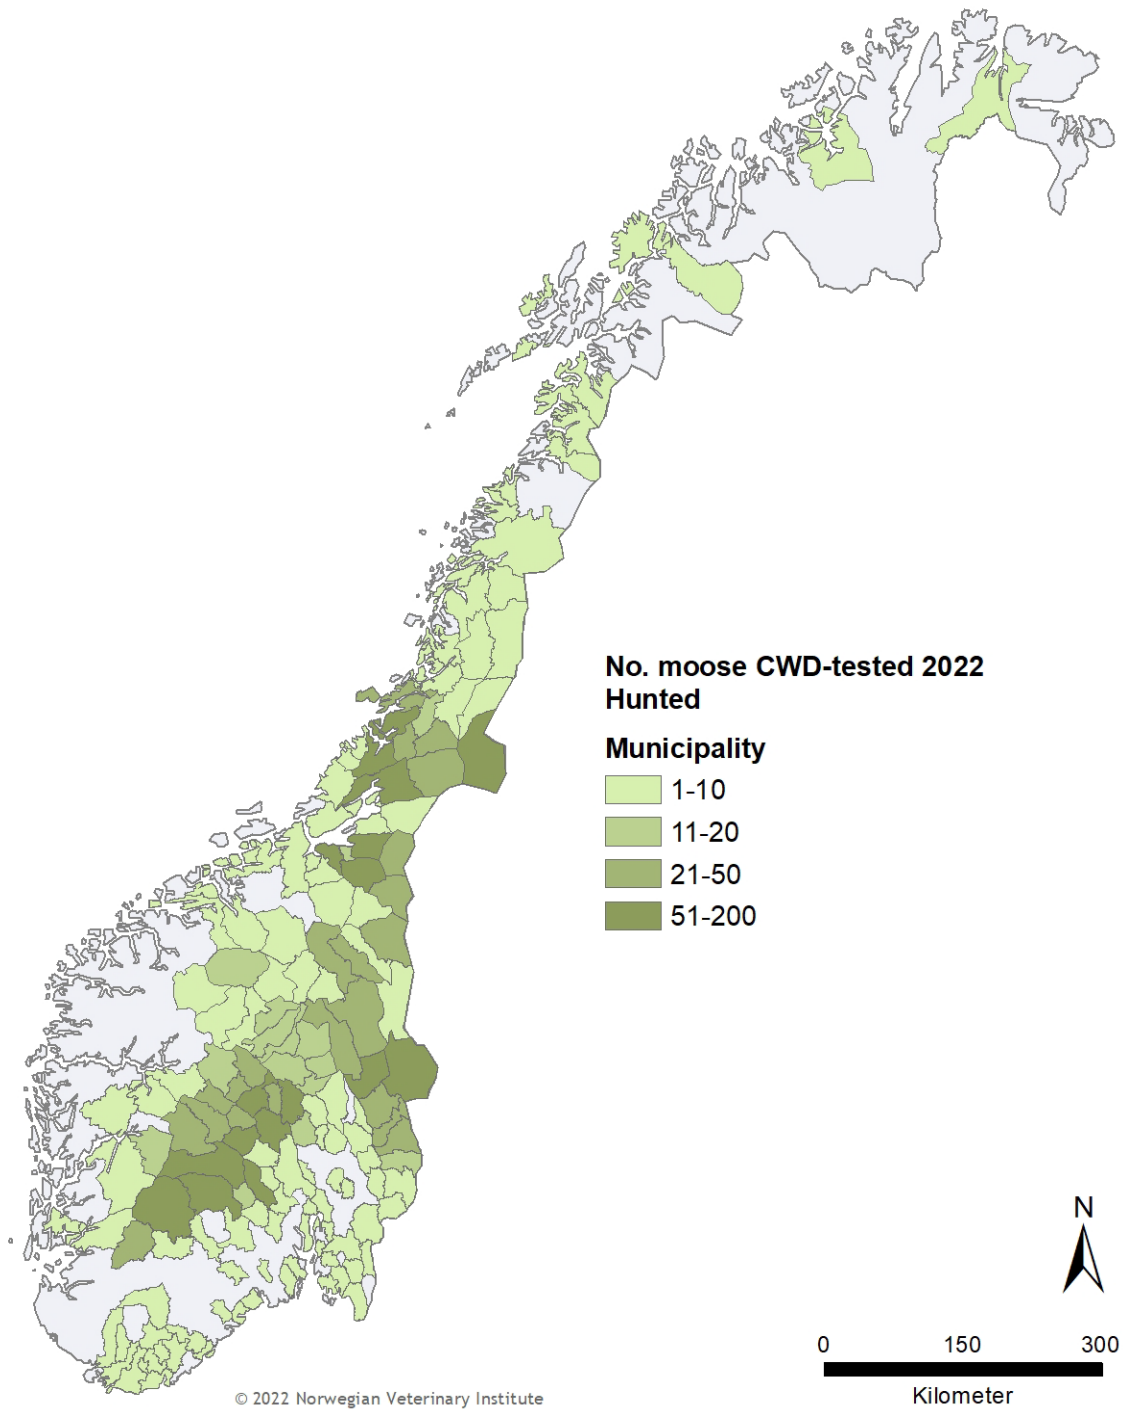 No. moose CWD-tested 2022
Hunted
Municipality
1-10
11-20
21-50
51-200
N
0 150 300
Kilometer
© 2022 Norwegian Veterinary Institute